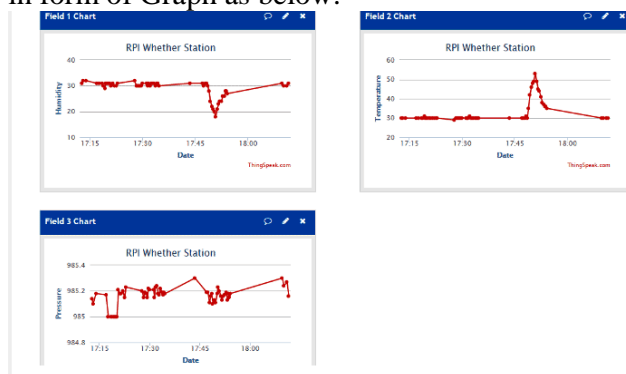 in form of Graph as below:
Field 1 Chart
RPI Whether Station
Humidity
40
30
20
10
17:15
17:30
17:45
18:00
Date
ThingSpeak.com
Field 2 Chart
RPI Whether Station
Temperature
60
50
40
30
20
17:15
17:30
17:45
18:00
Date
ThingSpeak.com
Field 3 Chart
RPI Whether Station
Pressure
985.4
985.2
985
984.8
17:15
17:30
17:45
18:00
Date